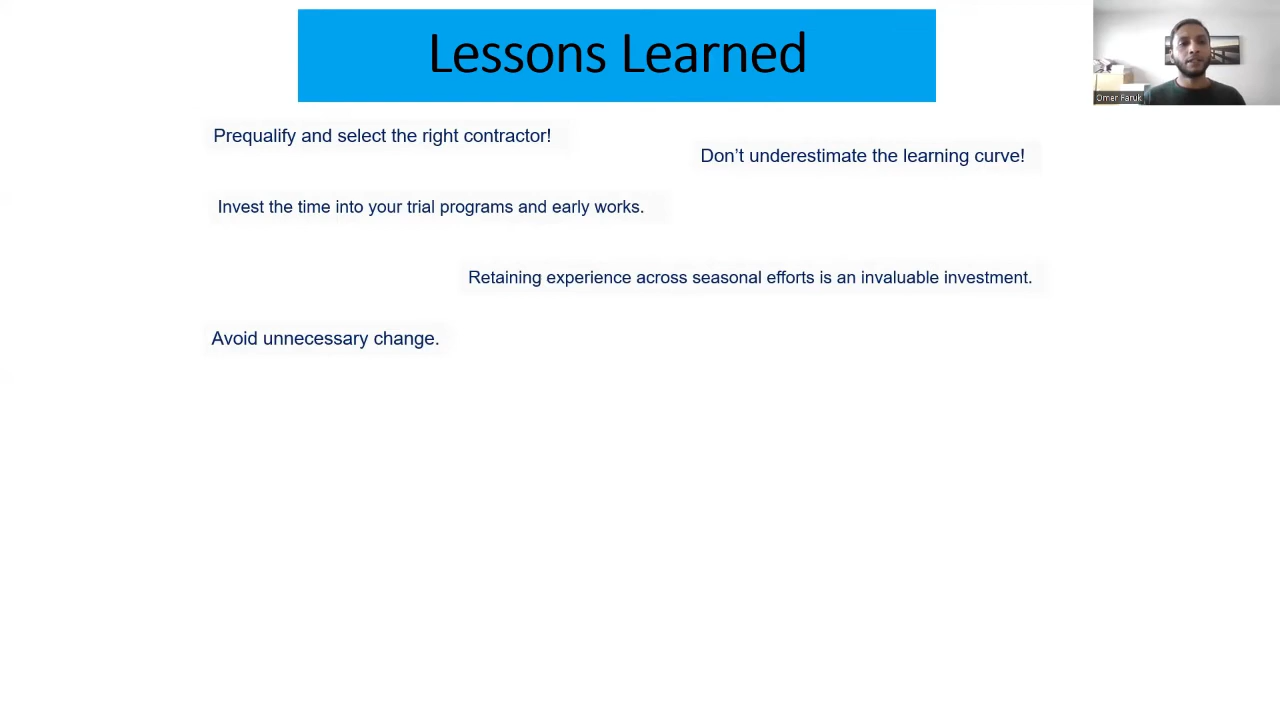 Lessons Learned
Omer Faruk
Prequalify and select the right contractor!
Don’t underestimate the learning curve!
Invest the time into your trial programs and early works.
Retaining experience across seasonal efforts is an invaluable investment.
Avoid unnecessary change.